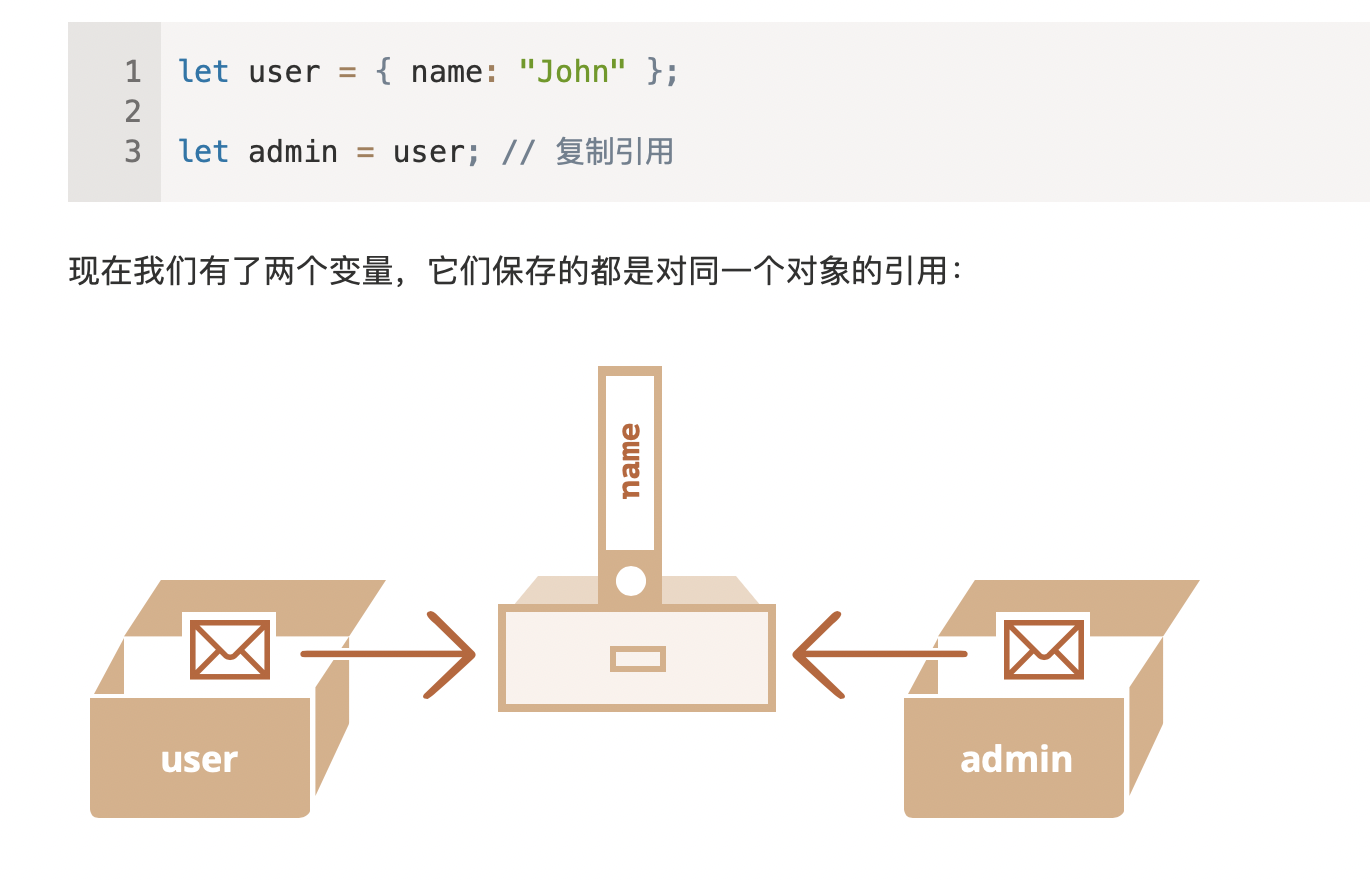 1 let user = { name: "John" };
2
3 let admin = user; // 复制引用
现在我们有了两个变量，它们保存的都是对同一个对象的引用：
name
user
admin